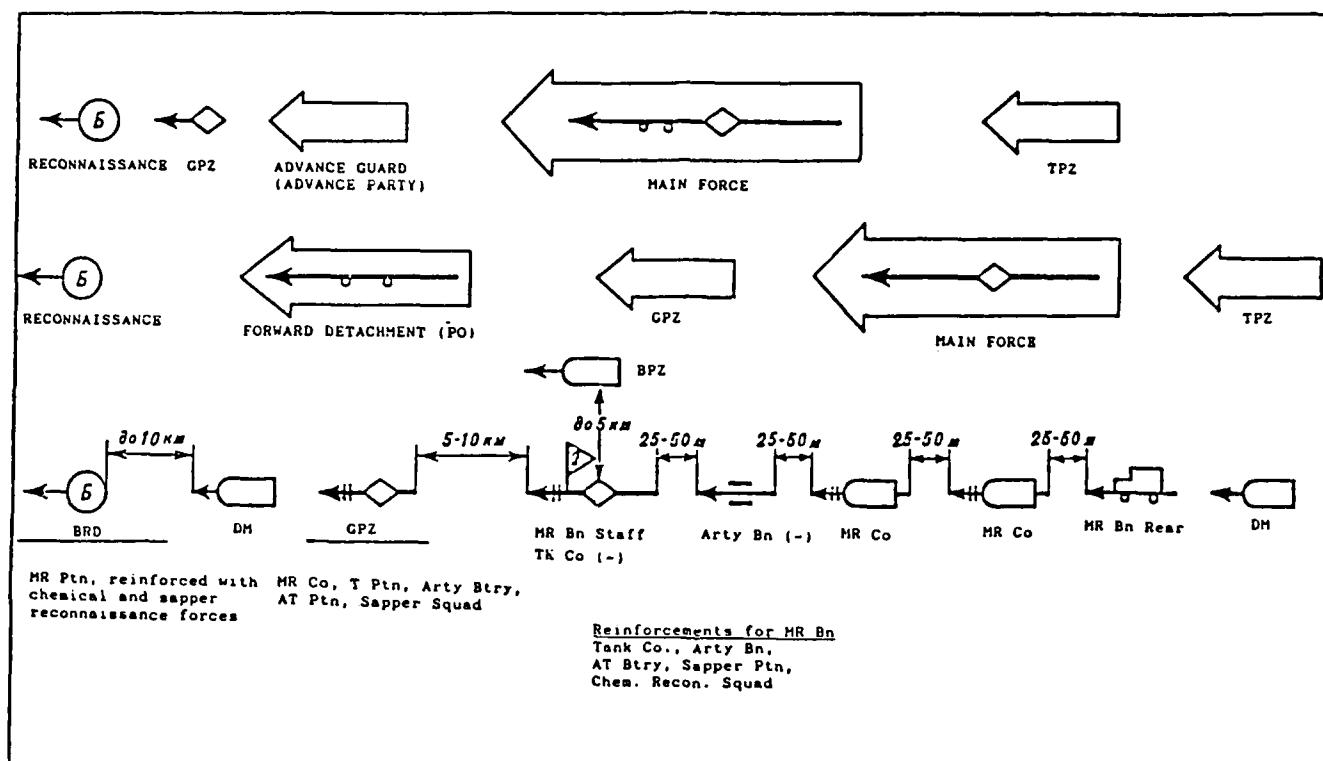 Б
RECONNAISSANCE
GPZ
ADVANCE GUARD
(ADVANCE PARTY)
MAIN FORCE
TPZ
Б
RECONNAISSANCE
FORWARD DETACHMENT (PO)
GPZ
MAIN FORCE
TPZ
BPZ
до 10 км
5-10 км
до 5 км
25-50 м
25-50 м
25-50 м
25-50 м
Б
BRD
DM
GPZ
MR Bn Staff
TK Co (-)
Arty Bn (-)
MR Co
MR Co
MR Bn Rear
DM
MR Ptn, reinforced with
chemical and sapper
reconnaissance forces
MR Co, T Ptn, Arty Btry,
AT Ptn, Sapper Squad
Reinforcements for MR Bn
Tank Co., Arty Bn,
AT Btry, Sapper Ptn,
Chem. Recon. Squad